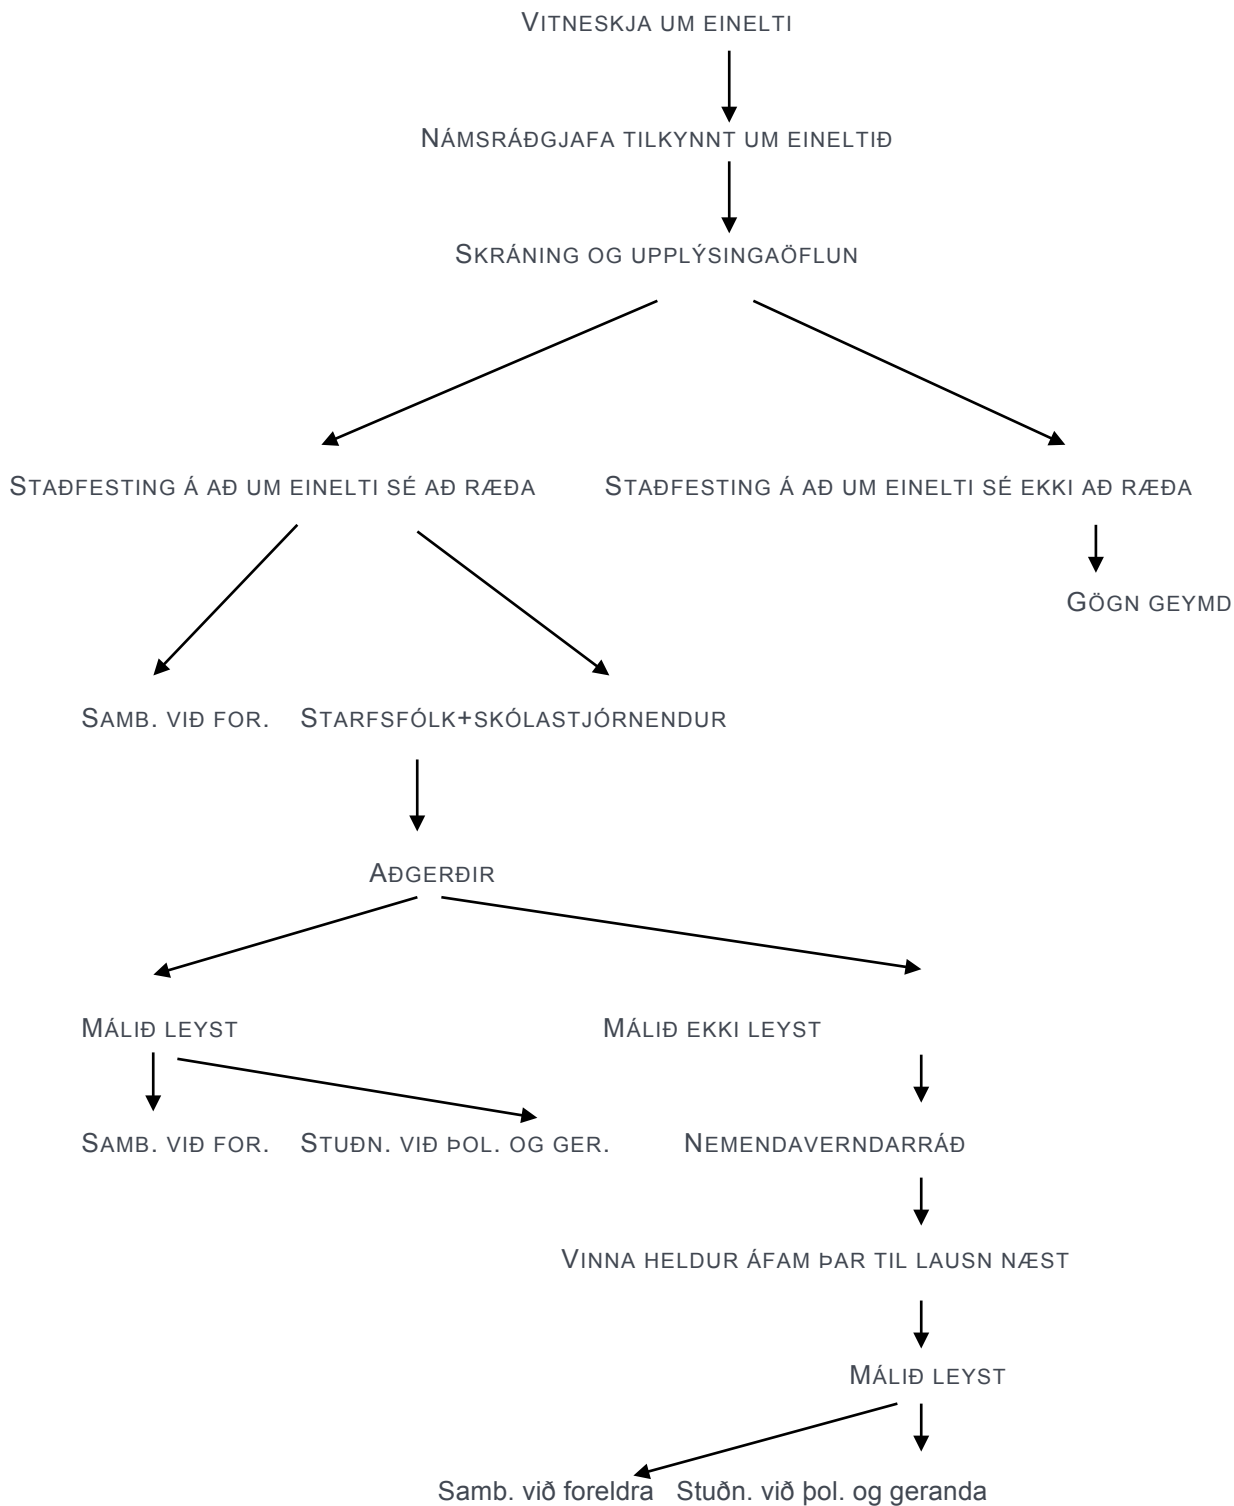 VITNESKJA UM EINELTI
NÁMSRÁÐGJAFA TILKYNNT UM EINELTIÐ
SKRÁNING OG UPPLÝSINGAÖFLUN
STAÐFESTING Á AÐ UM EINELTI SÉ AÐ RÆÐA STAÐFESTING Á AÐ UM EINELTI SÉ EKKI AÐ RÆÐA
GÖGN GEYMD
SAMB. VIÐ FOR. STARFSFÓLK+SKÓLASTJÓRNENDUR
AÐGERÐIR
MÁLIÐ LEYST MÁLIÐ EKKI LEYST
SAMB. VIÐ FOR. STUÐN. VIÐ ÞOL. OG GER. NEMENDAVERNDARRÁÐ
VINNA HELDUR ÁFAM ÞAR TIL LAUSN NÆST
MÁLIÐ LEYST
Samb. við foreldra Stuðn. við þol. og geranda